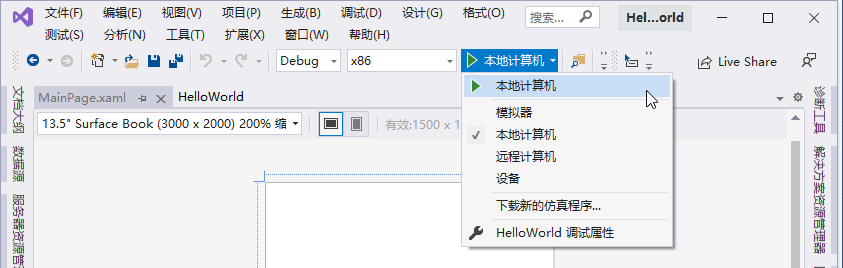 文件(F) 编辑(E) 视图(V) 项目(P) 生成(B) 调试(D) 设计(G) 格式(O) 搜索... Hel...orld
测试(S) 分析(N) 工具(T) 扩展(X) 窗口(W) 帮助(H)
Debug x86 本地计算机 Live Share
MainPage.xaml HelloWorld
13.5" Surface Book (3000 x 2000) 200% 缩 有效:1500 x 1
本地计算机
模拟器
本地计算机
远程计算机
设备
下载新的仿真程序...
HelloWorld 调试属性
文档大纲
数据源
服务器资源管
诊断工具
解决方案资源管理器